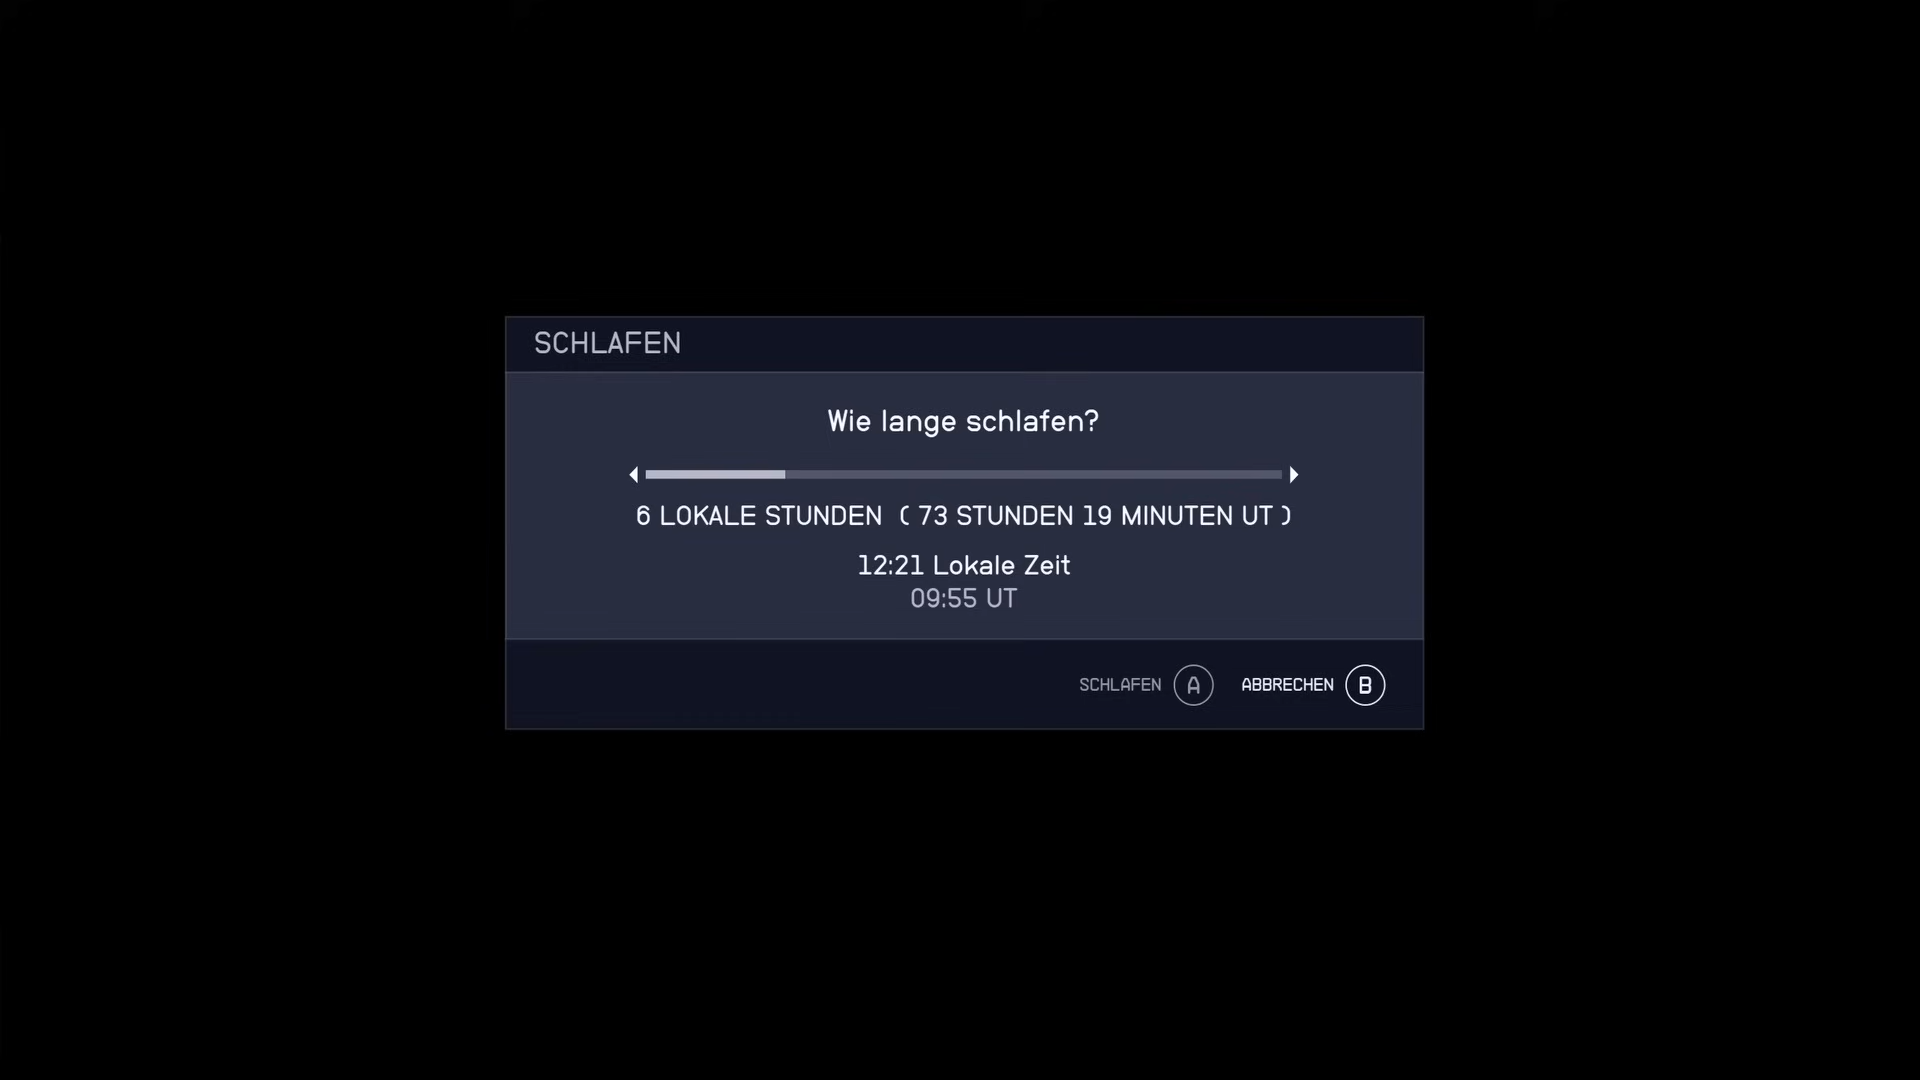 SCHLAFEN
Wie lange schlafen?
6 LOKALE STUNDEN ( 73 STUNDEN 19 MINUTEN UT )
12:21 Lokale Zeit
09:55 UT
SCHLAFEN A ABBRECHEN B